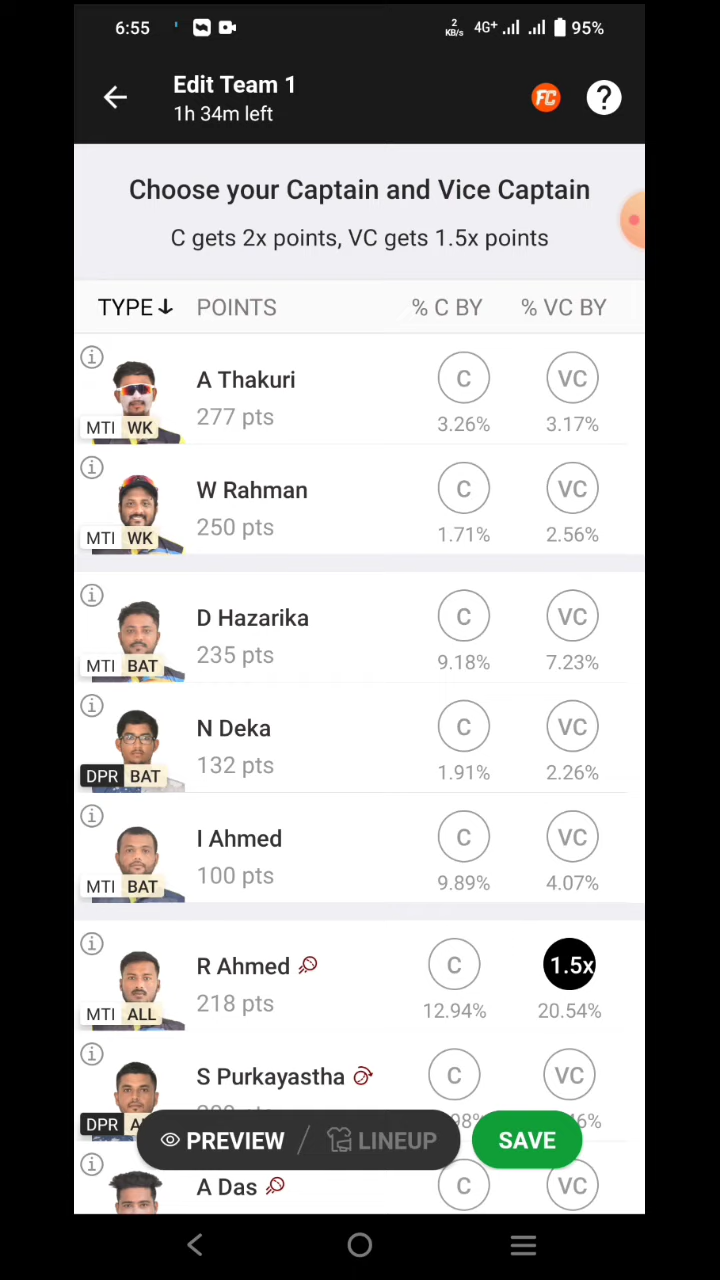 6:55 2 KB/s 4G+ 95%
Edit Team 1
1h 34m left
FC ?
Choose your Captain and Vice Captain
C gets 2x points, VC gets 1.5x points
TYPE↓ POINTS % C BY % VC BY
A Thakuri C VC
277 pts 3.26% 3.17%
MTI WK
W Rahman C VC
250 pts 1.71% 2.56%
MTI WK
D Hazarika C VC
235 pts 9.18% 7.23%
MTI BAT
N Deka C VC
132 pts 1.91% 2.26%
DPR BAT
I Ahmed C VC
100 pts 9.89% 4.07%
MTI BAT
R Ahmed C 1.5x
218 pts 12.94% 20.54%
MTI ALL
S Purkayastha C VC
DPR
PREVIEW / LINEUP SAVE
A Das C VC